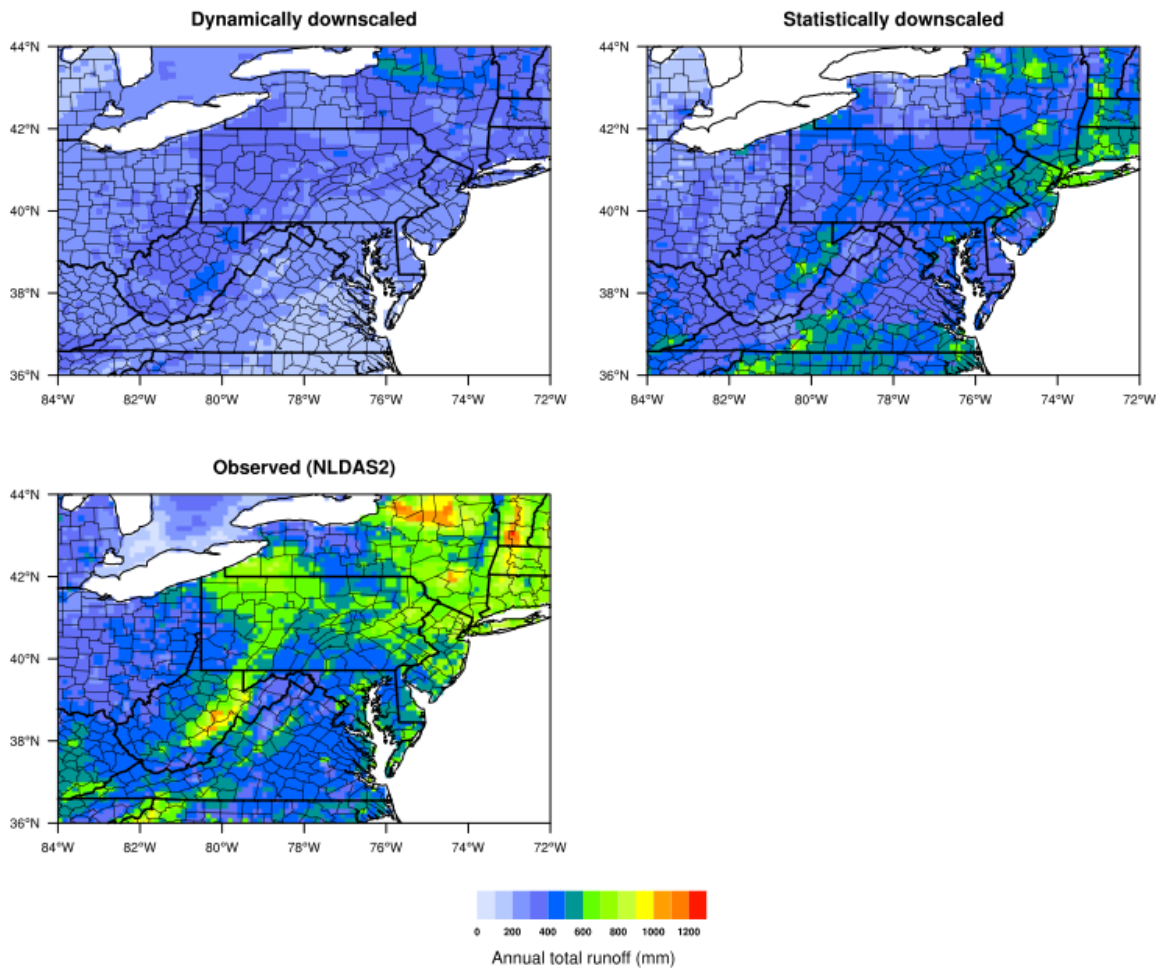 Dynamically downscaled
Statistically downscaled
44°N
42°N
40°N
38°N
36°N
84°W 82°W 80°W 78°W 76°W 74°W 72°W
44°N
42°N
40°N
38°N
36°N
84°W 82°W 80°W 78°W 76°W 74°W 72°W
Observed (NLDAS2)
44°N
42°N
40°N
38°N
36°N
84°W 82°W 80°W 78°W 76°W 74°W 72°W
0 200 400 600 800 1000 1200
Annual total runoff (mm)